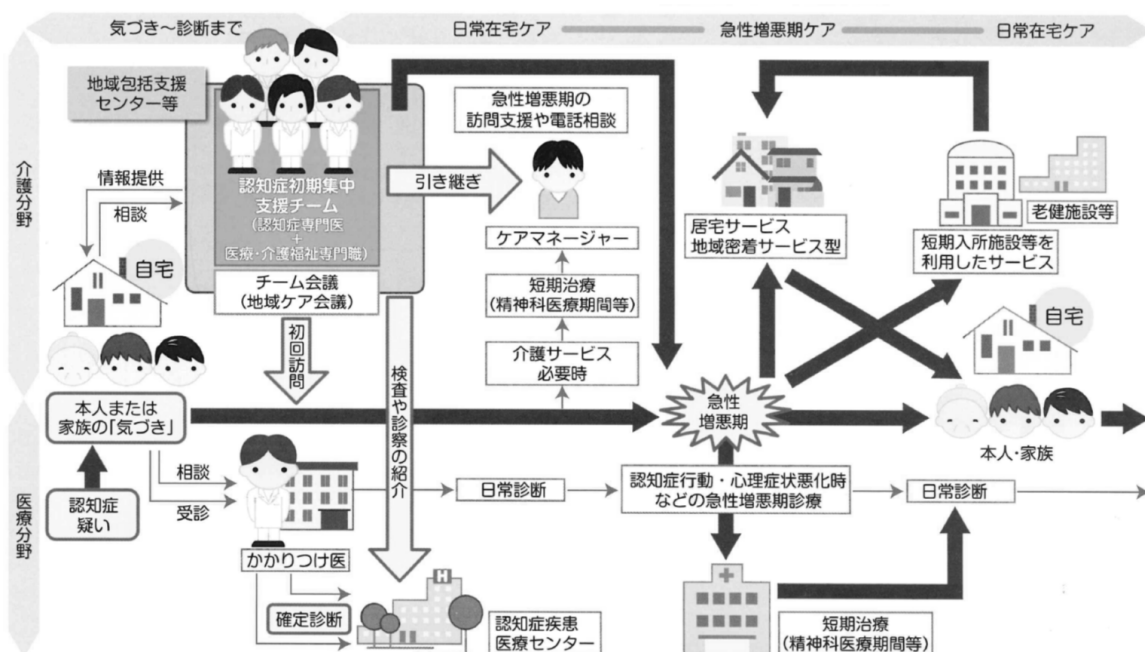 気づき～診断まで
日常在宅ケア
急性増悪期ケア
日常在宅ケア
介護分野
医療分野
地域包括支援
センター等
認知症初期集中
支援チーム
(認知症専門医
+
医療・介護福祉専門職)
チーム会議
(地域ケア会議)
情報提供
相談
自宅
初回訪問
検査や診察の紹介
引き継ぎ
急性増悪期の
訪問支援や電話相談
ケアマネージャー
短期治療
(精神科医療期間等)
介護サービス
必要時
居宅サービス
地域密着サービス型
老健施設等
短期入所施設等を
利用したサービス
自宅
本人または
家族の「気づき」
認知症
疑い
相談
受診
かかりつけ医
確定診断
H
認知症疾患
医療センター
日常診断
急性
増悪期
認知症行動・心理症状悪化時
などの急性増悪期診療
本人・家族
日常診断
短期治療
(精神科医療期間等)